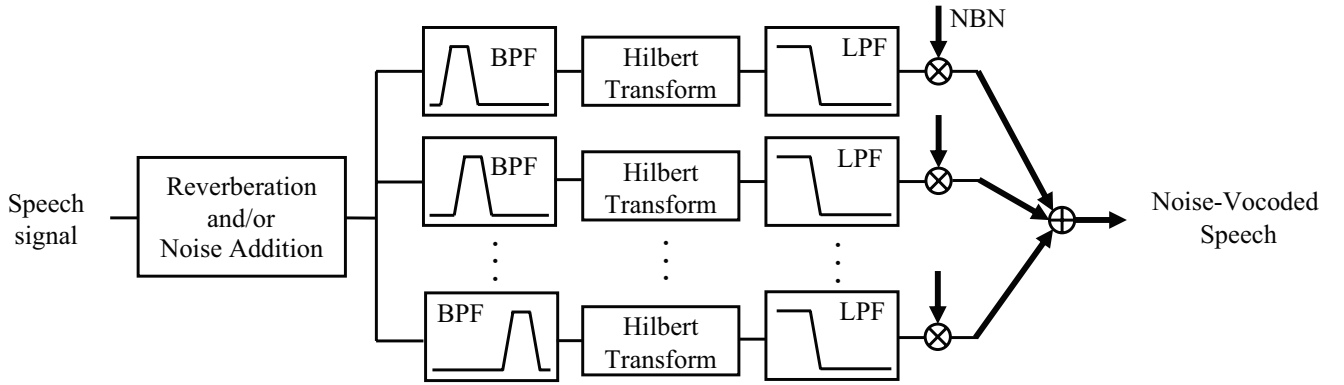 NBN
BPF
Hilbert
Transform
LPF
BPF
Hilbert
Transform
LPF
Speech
signal
Reverberation
and/or
Noise Addition
Noise-Vocoded
Speech
BPF
Hilbert
Transform
LPF